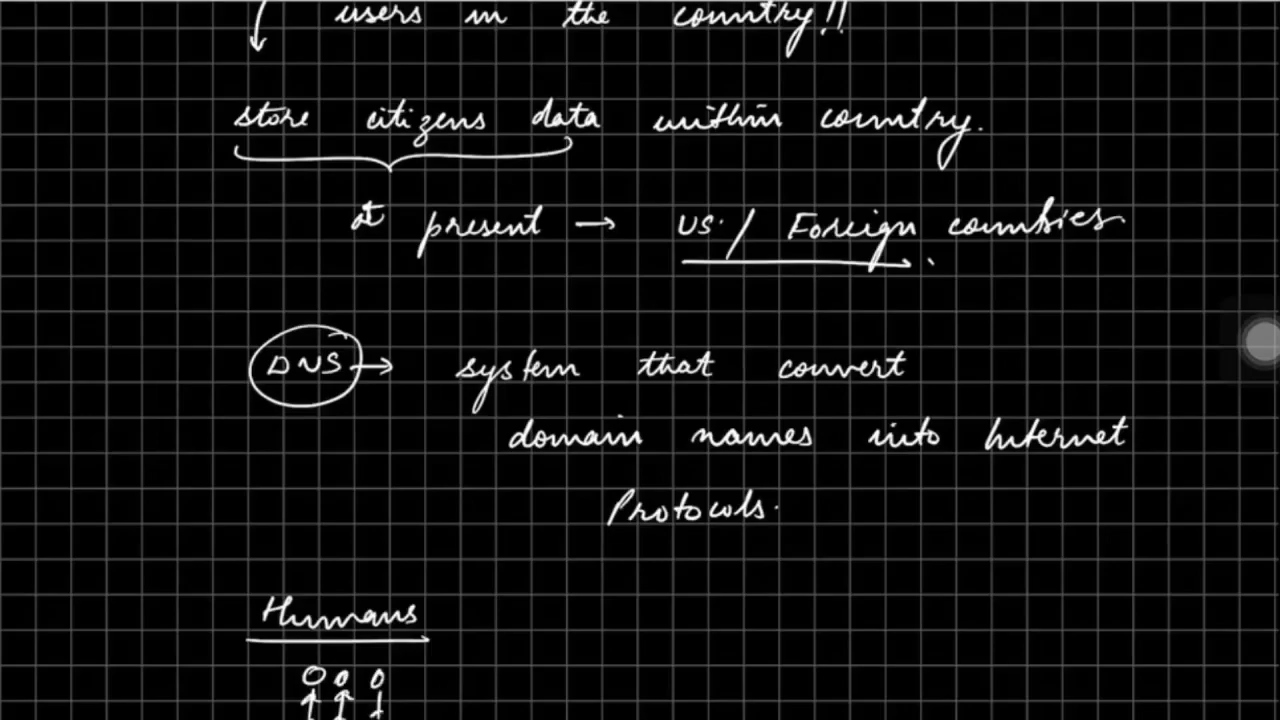 users in the country!!
store citizens data within country.
at present → US. / Foreign countries
DNS → system that convert
domain names into Internet
Protocols.
Humans